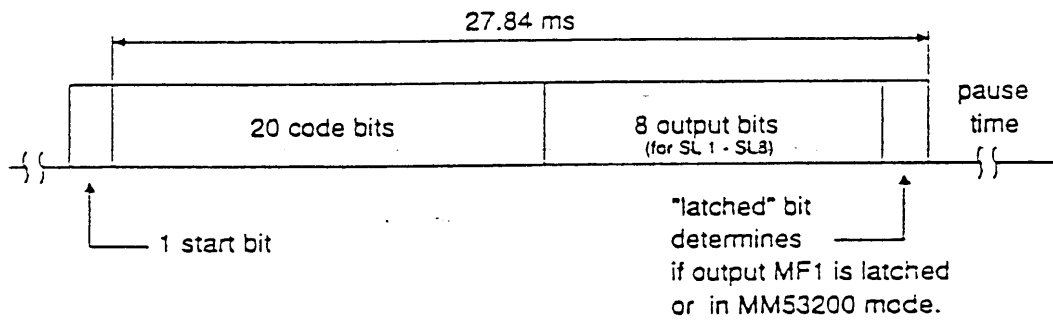 27.84 ms
20 code bits
8 output bits
(for SL 1 - SL8)
pause
time
1 start bit
"latched" bit
determines
if output MF1 is latched
or in MM53200 mode.